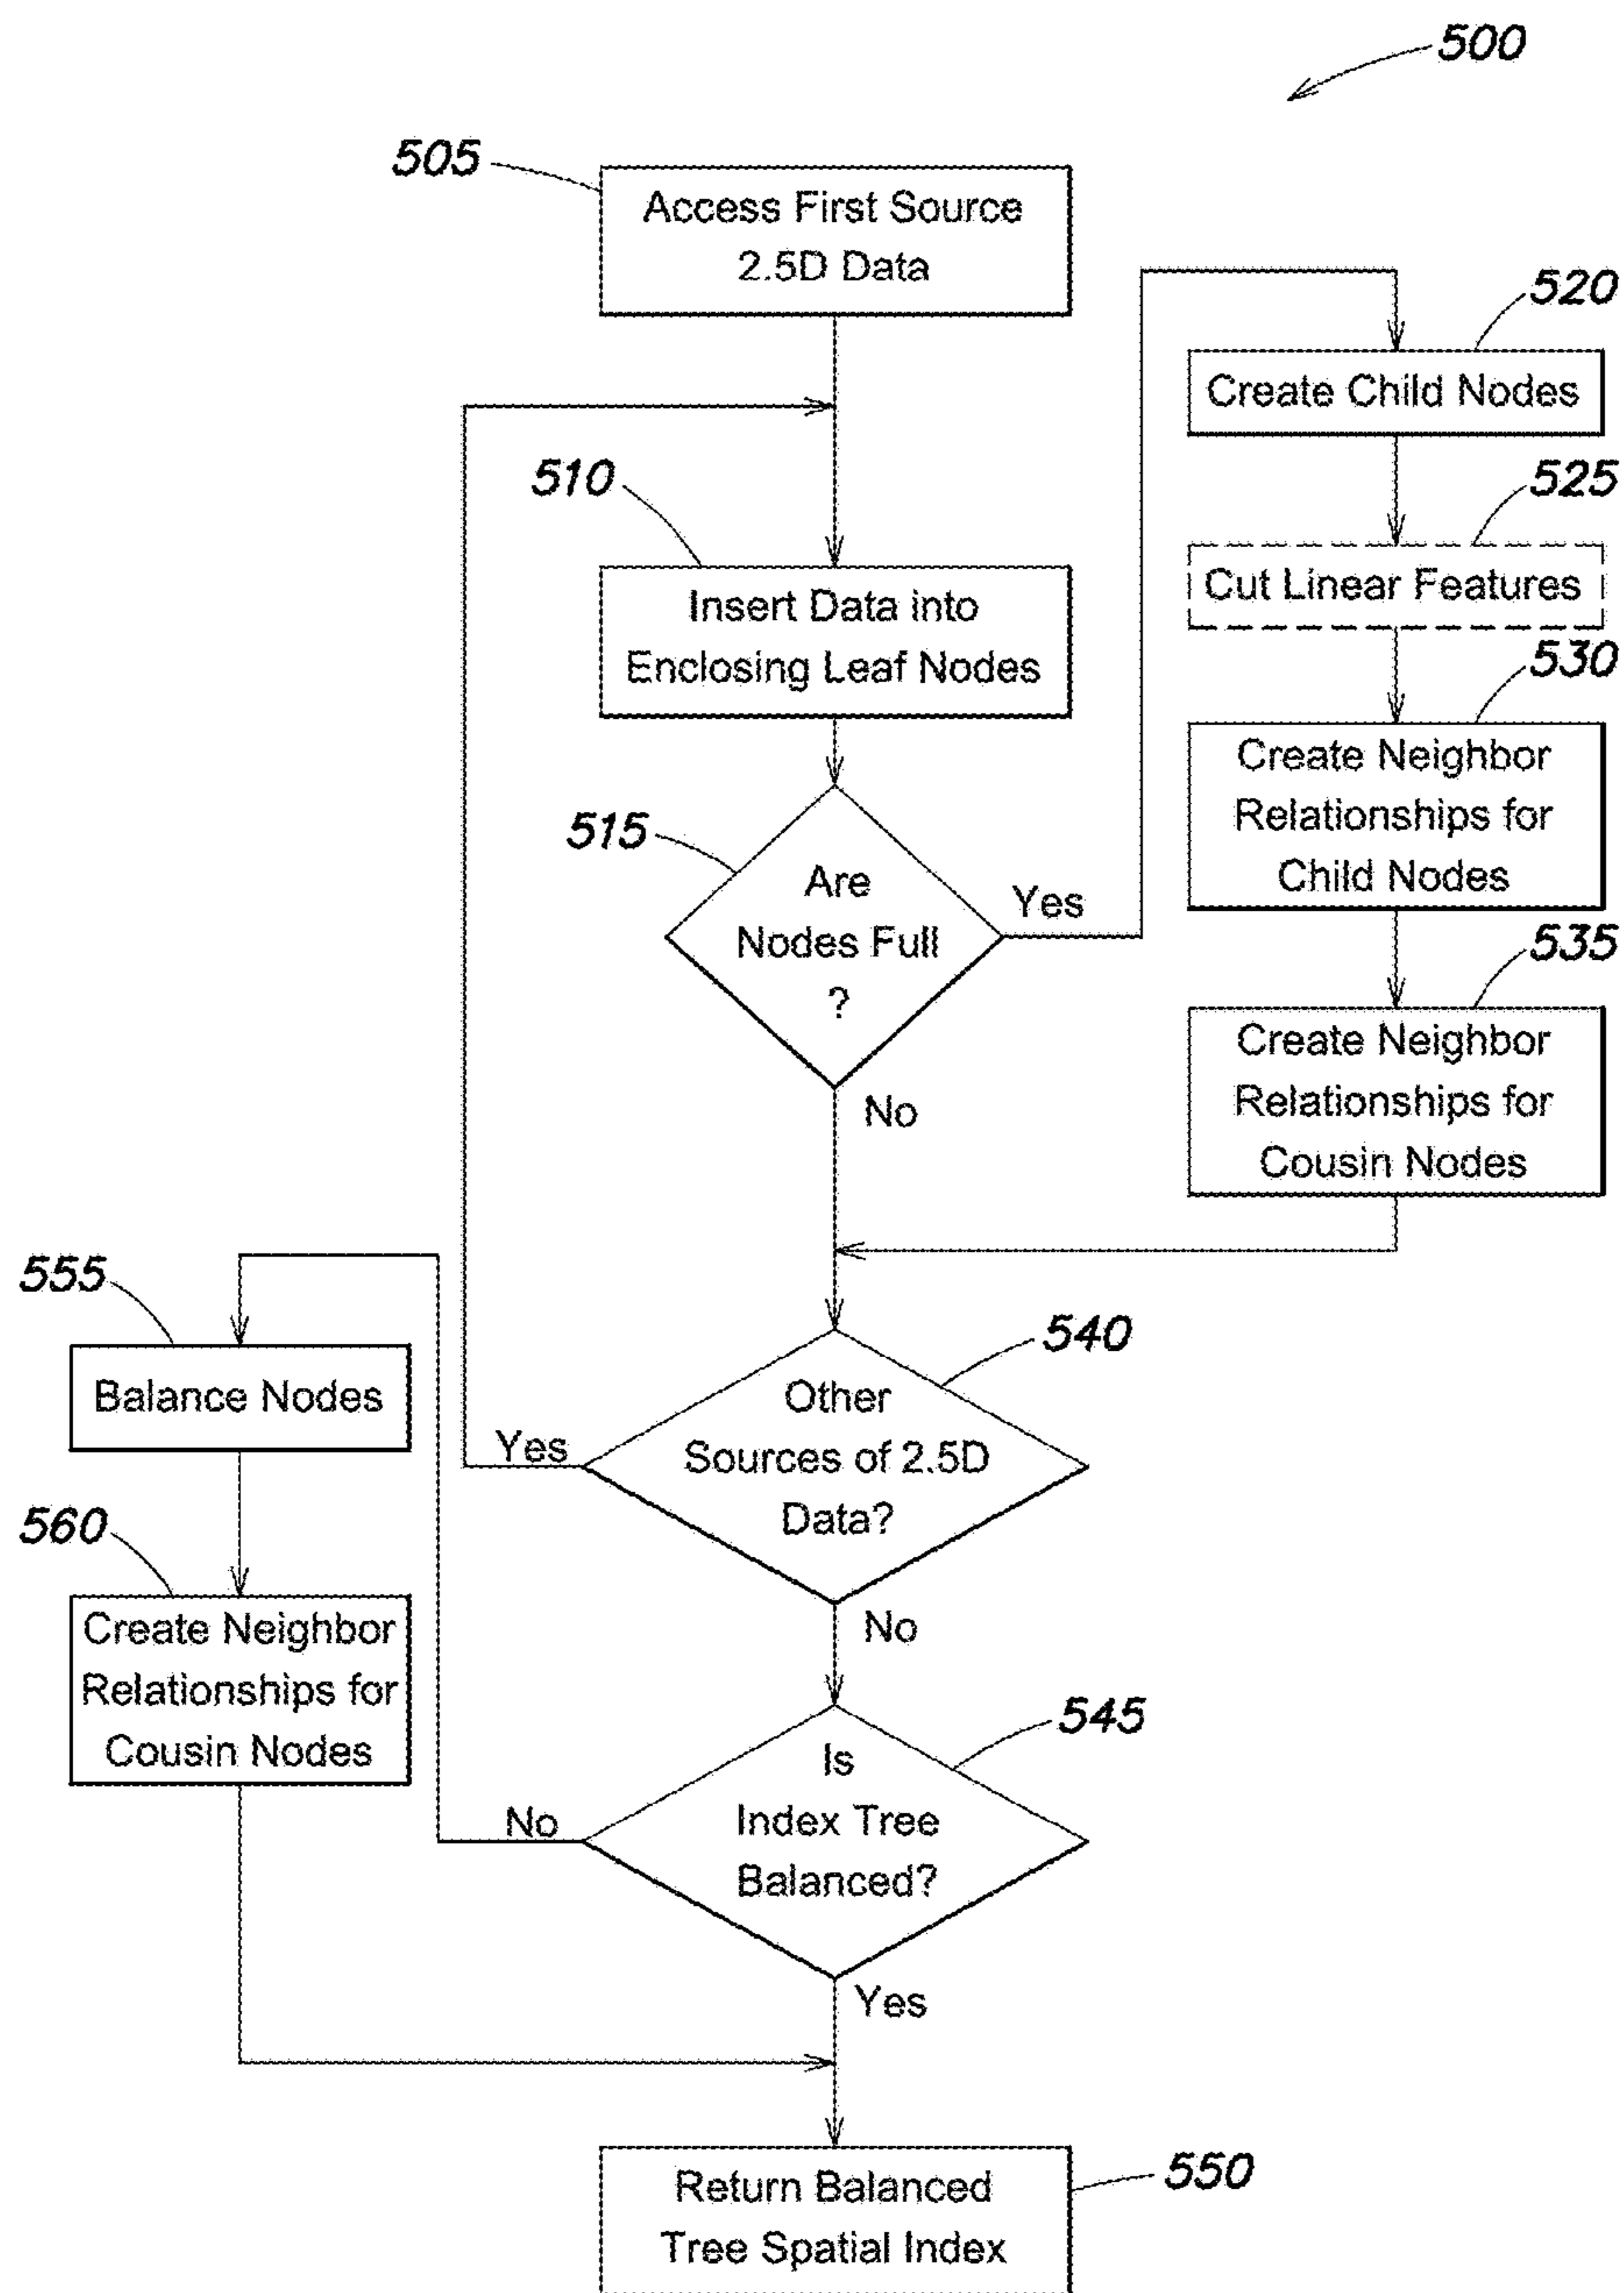 500
505
Access First Source
2.5D Data
520
Create Child Nodes
510
525
Insert Data into
Enclosing Leaf Nodes
Cut Linear Features
530
Create Neighbor
Relationships for
Child Nodes
515
Are
Nodes Full
?
Yes
No
535
Create Neighbor
Relationships for
Cousin Nodes
555
Balance Nodes
540
Other
Sources of 2.5D
Data?
Yes
No
560
Create Neighbor
Relationships for
Cousin Nodes
545
Is
Index Tree
Balanced?
No
Yes
550
Return Balanced
Tree Spatial Index